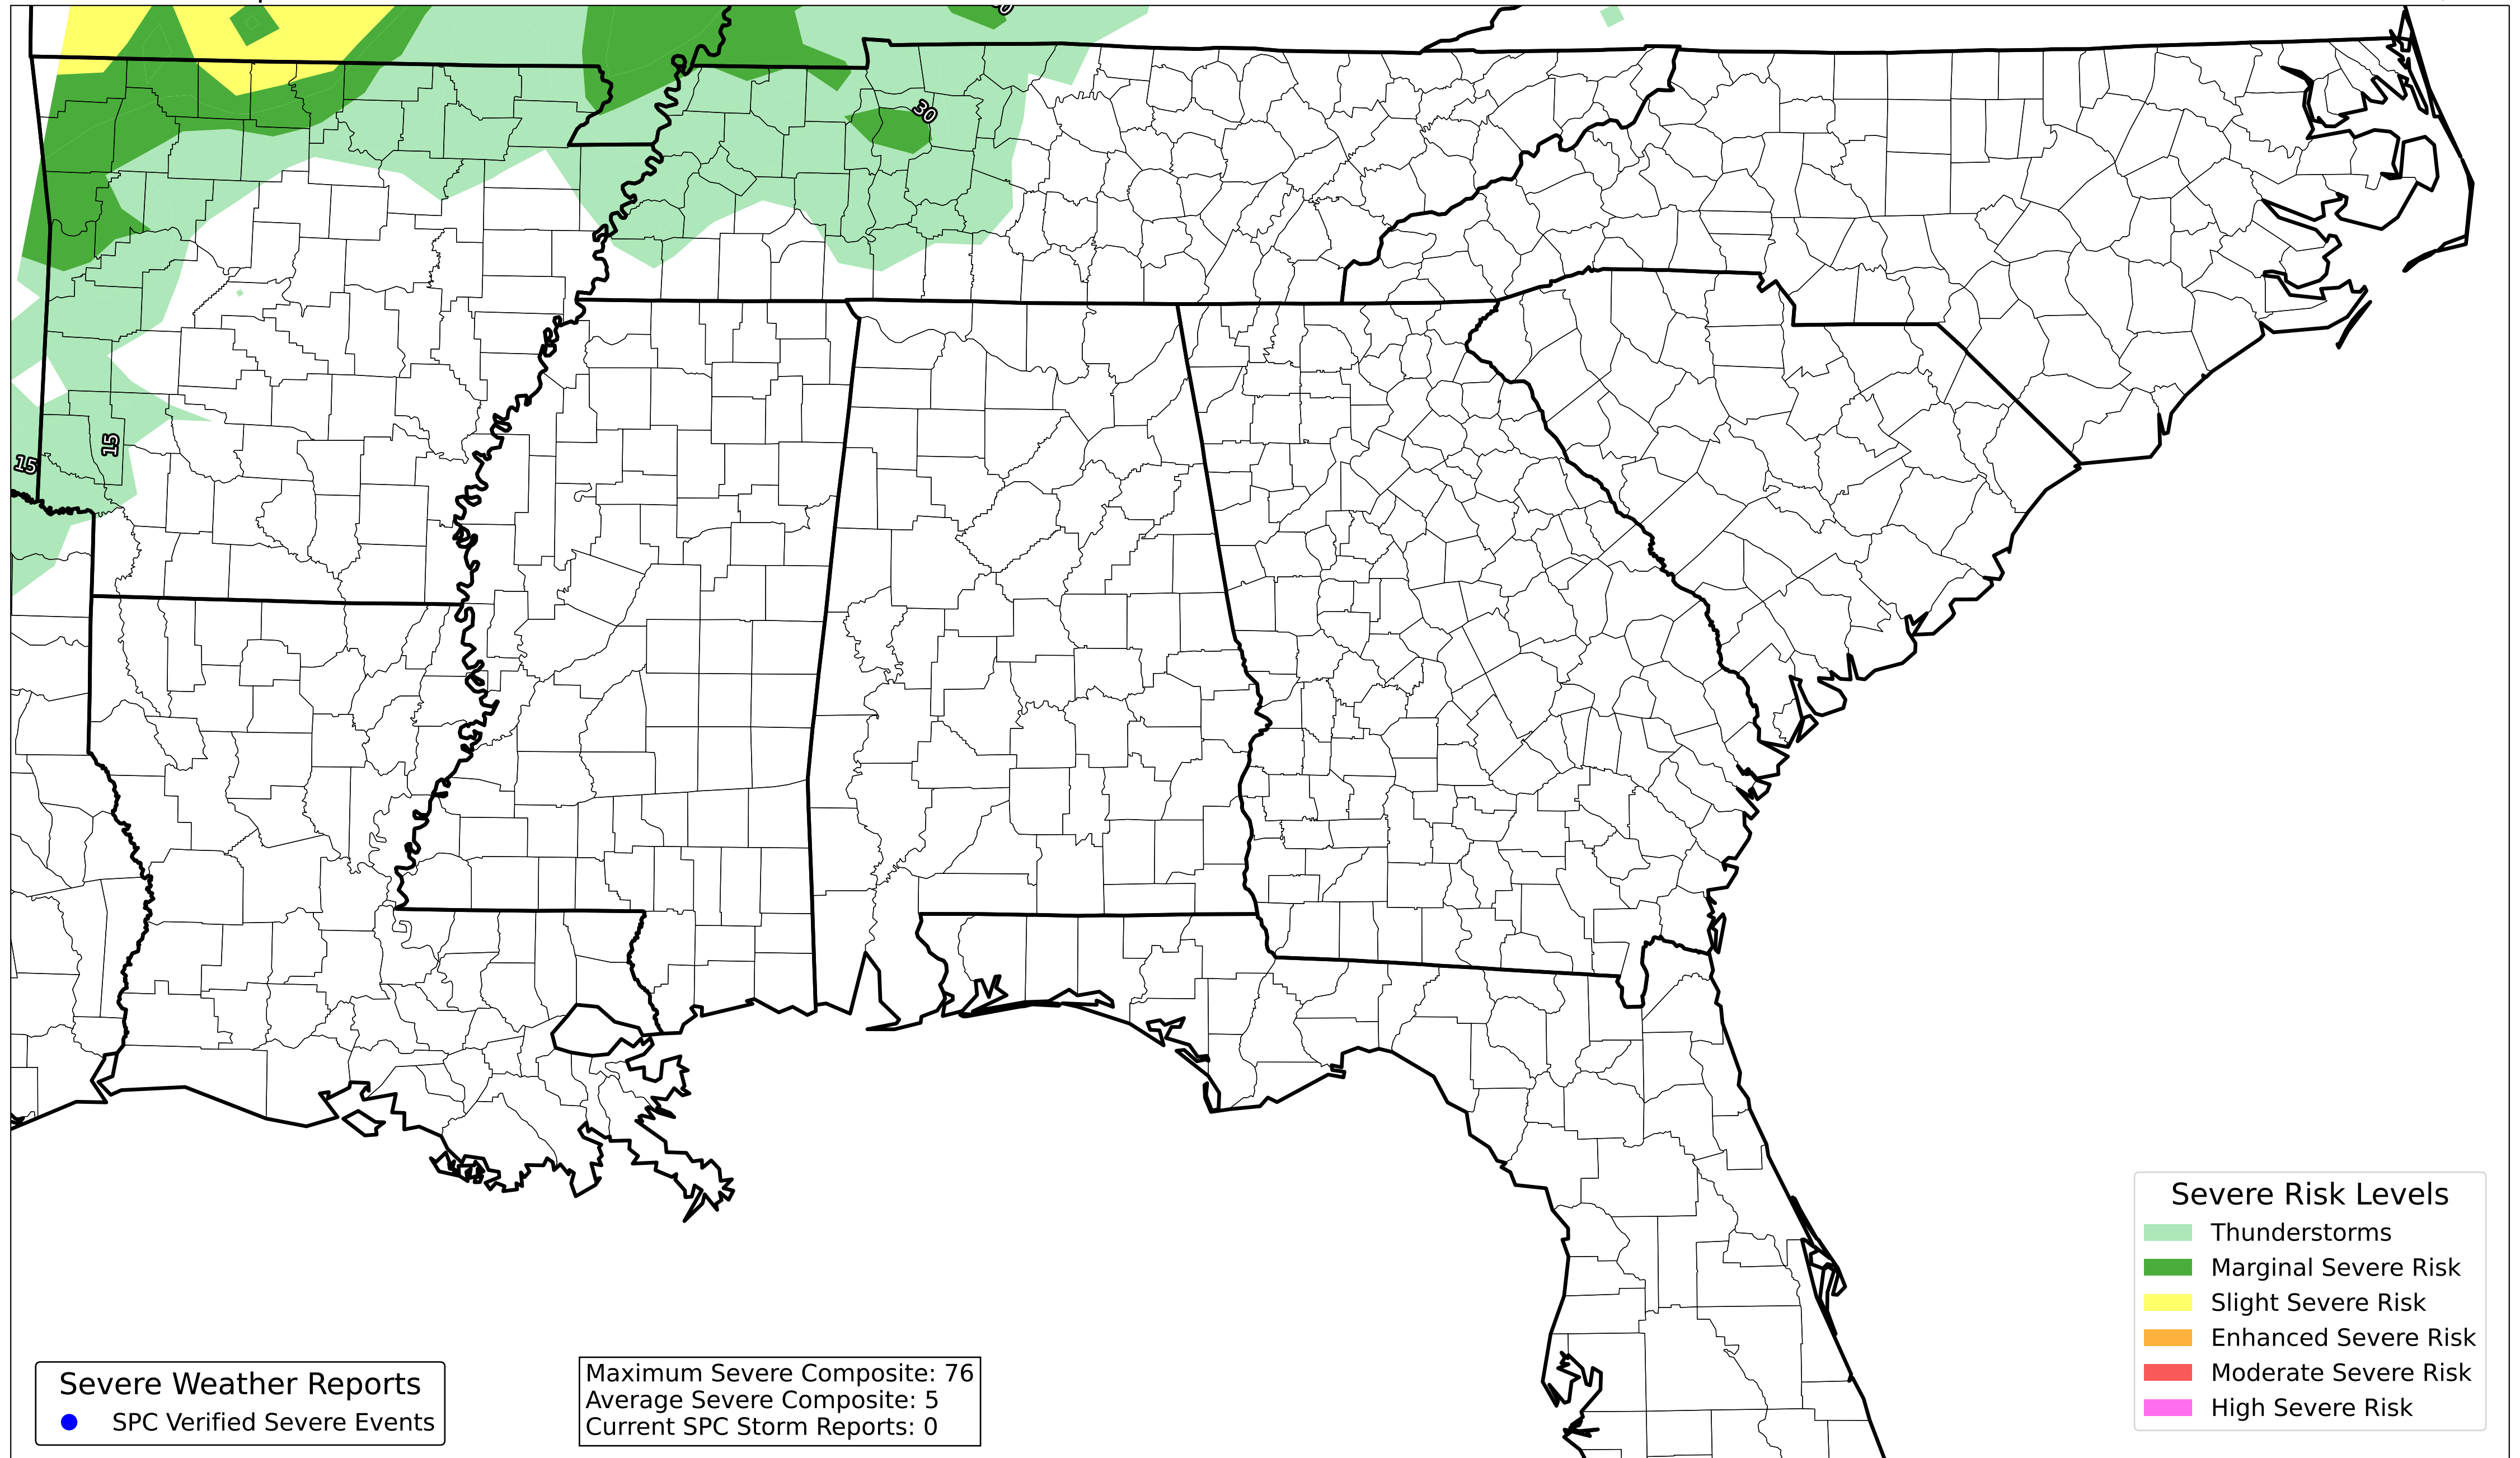 30
15
15
Severe Risk Levels
Thunderstorms
Marginal Severe Risk
Slight Severe Risk
Enhanced Severe Risk
Moderate Severe Risk
High Severe Risk
Severe Weather Reports
SPC Verified Severe Events
Maximum Severe Composite: 76
Average Severe Composite: 5
Current SPC Storm Reports: 0